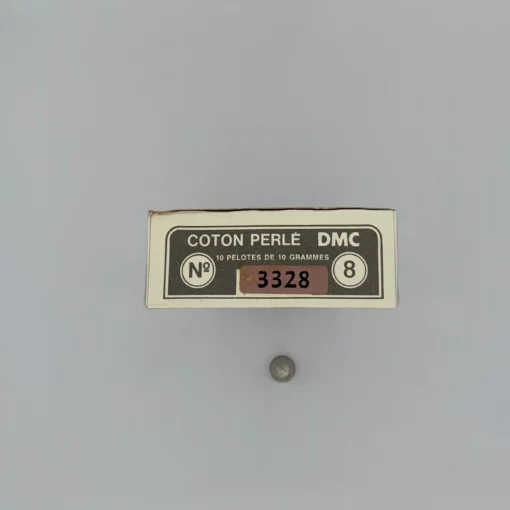 COTON PERLÉ DMC
10 PELOTES DE 10 GRAMMES
Nº 3328 8